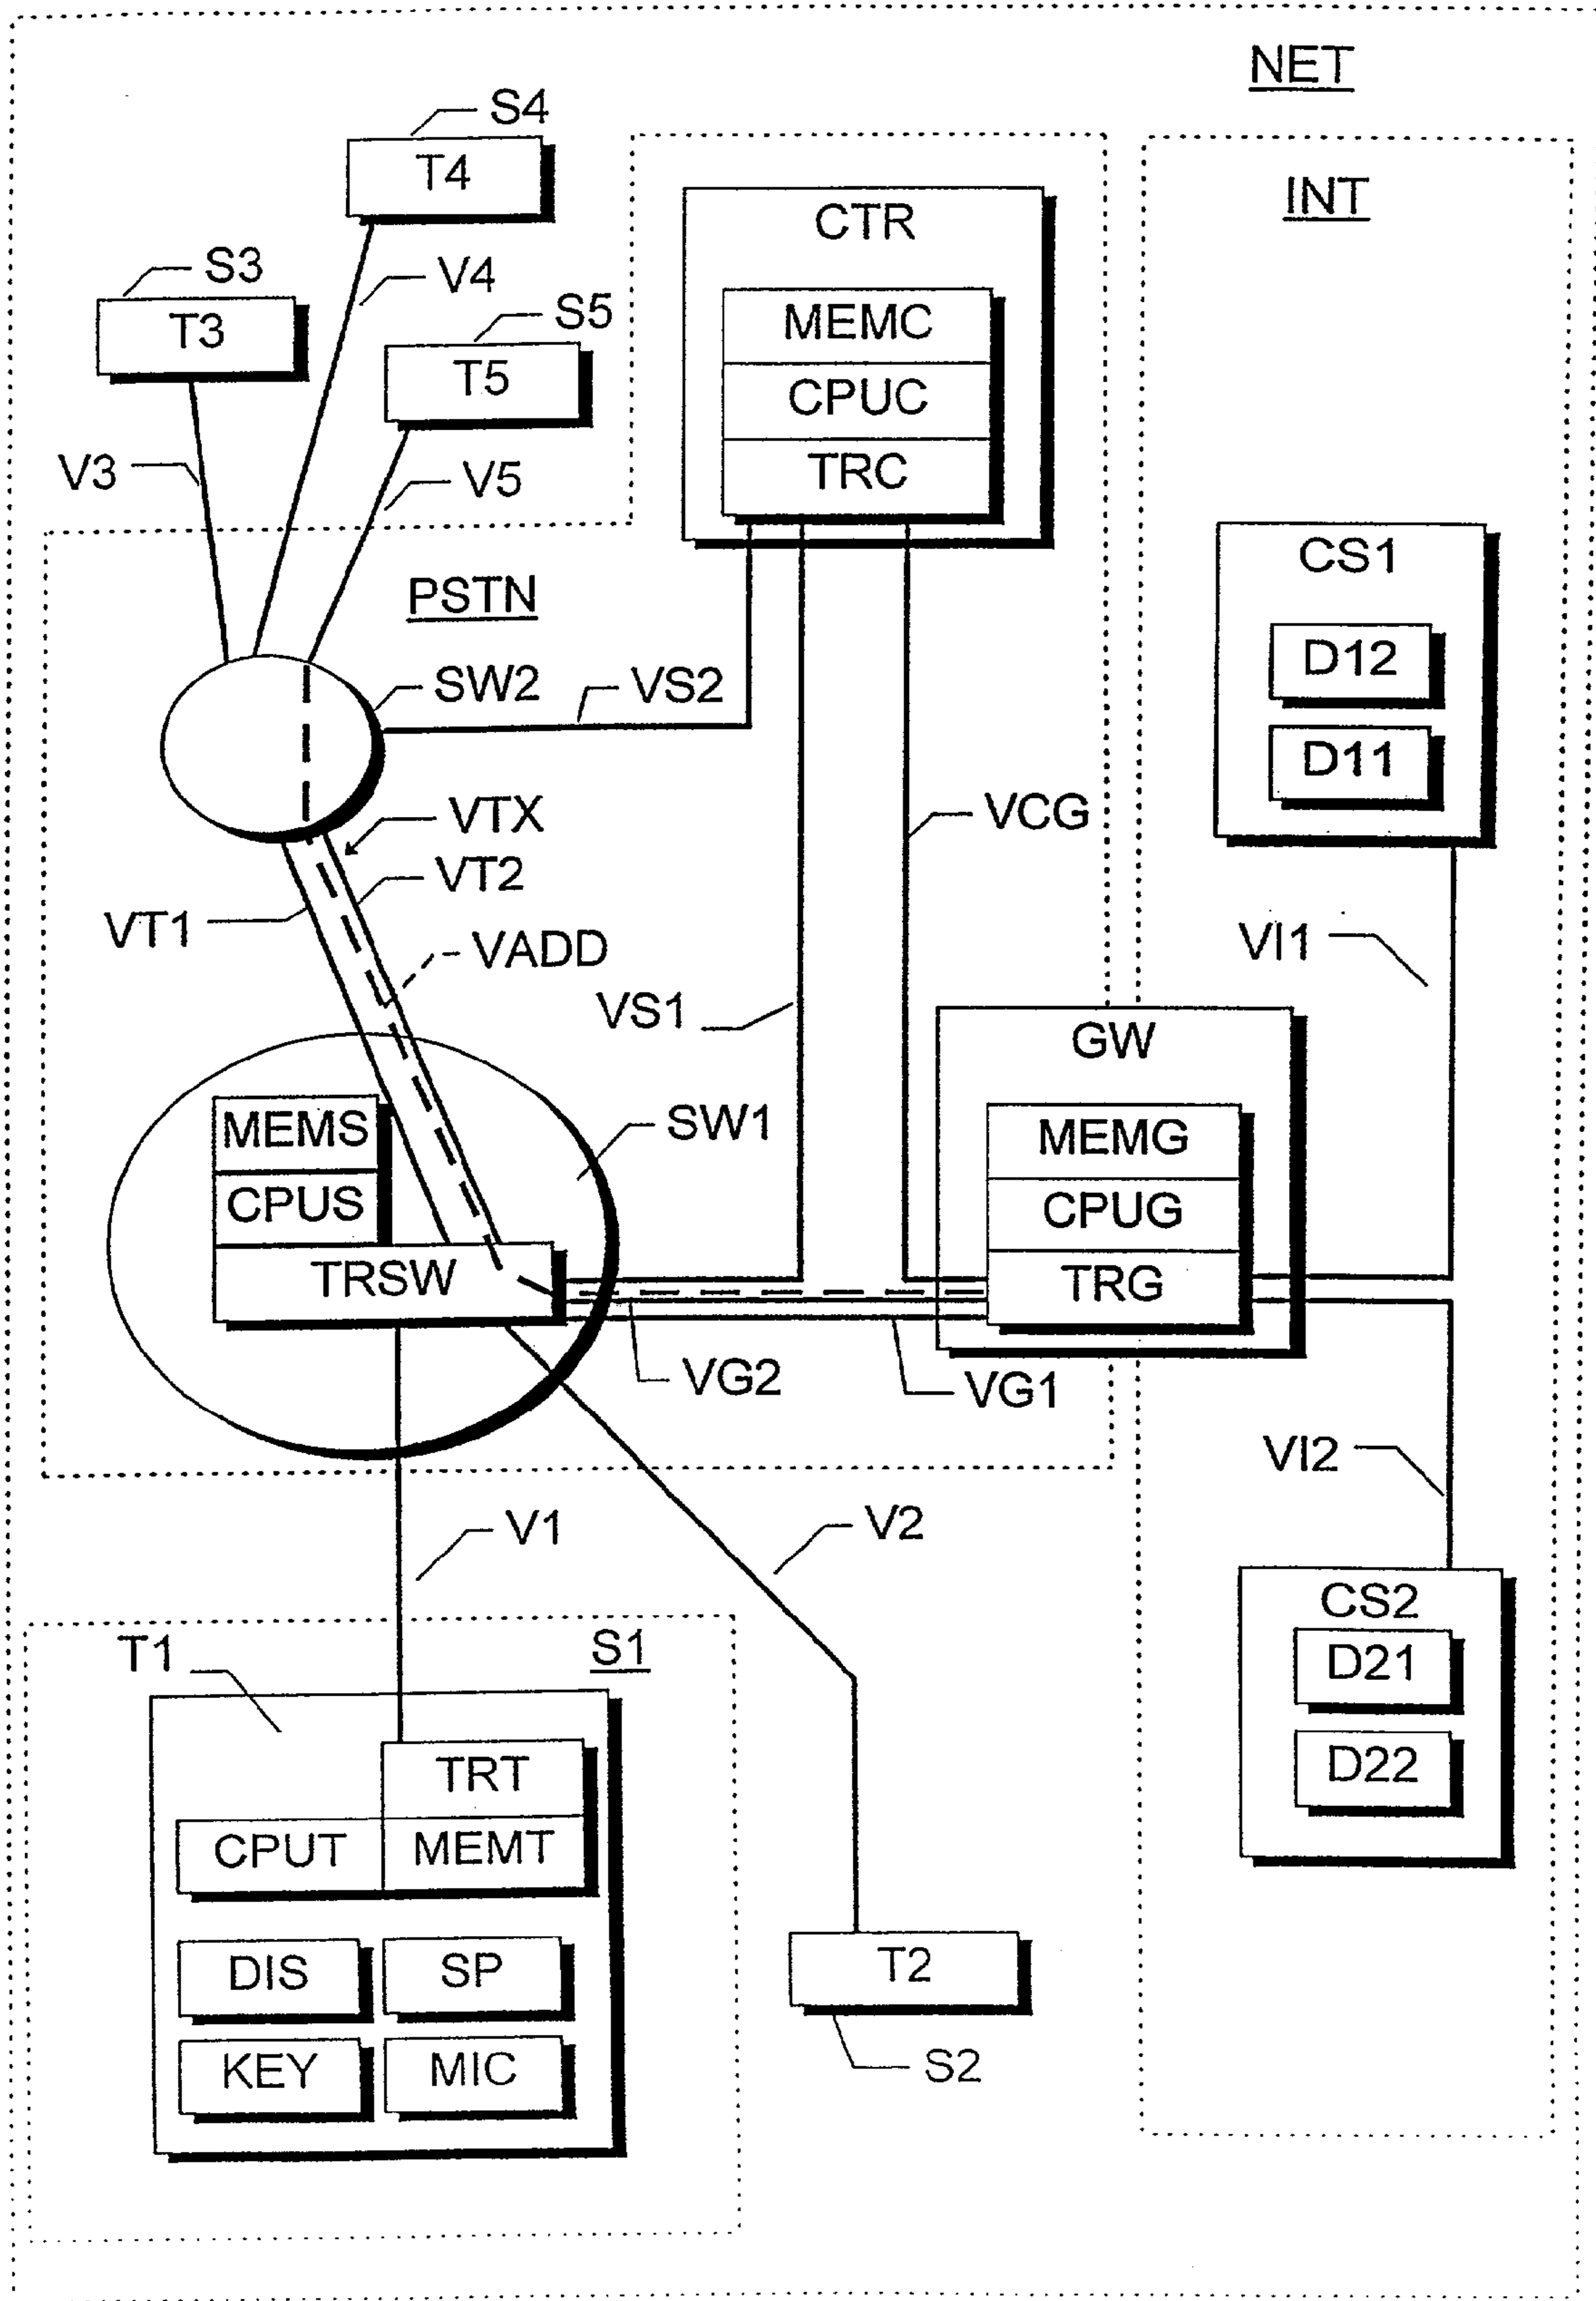 NET
S4
T4
INT
CTR
S3
V4
T3
S5
MEMC
T5
CPUC
V3
V5
TRC
CS1
PSTN
D12
SW2
VS2
D11
VTX
VCG
VT2
VT1
VADD
VI1
VS1
GW
MEMS
SW1
MEMG
CPUS
CPUG
TRSW
TRG
VG2
VG1
VI2
V1
V2
CS2
T1
S1
D21
TRT
D22
CPUT
MEMT
DIS
SP
T2
KEY
MIC
S2